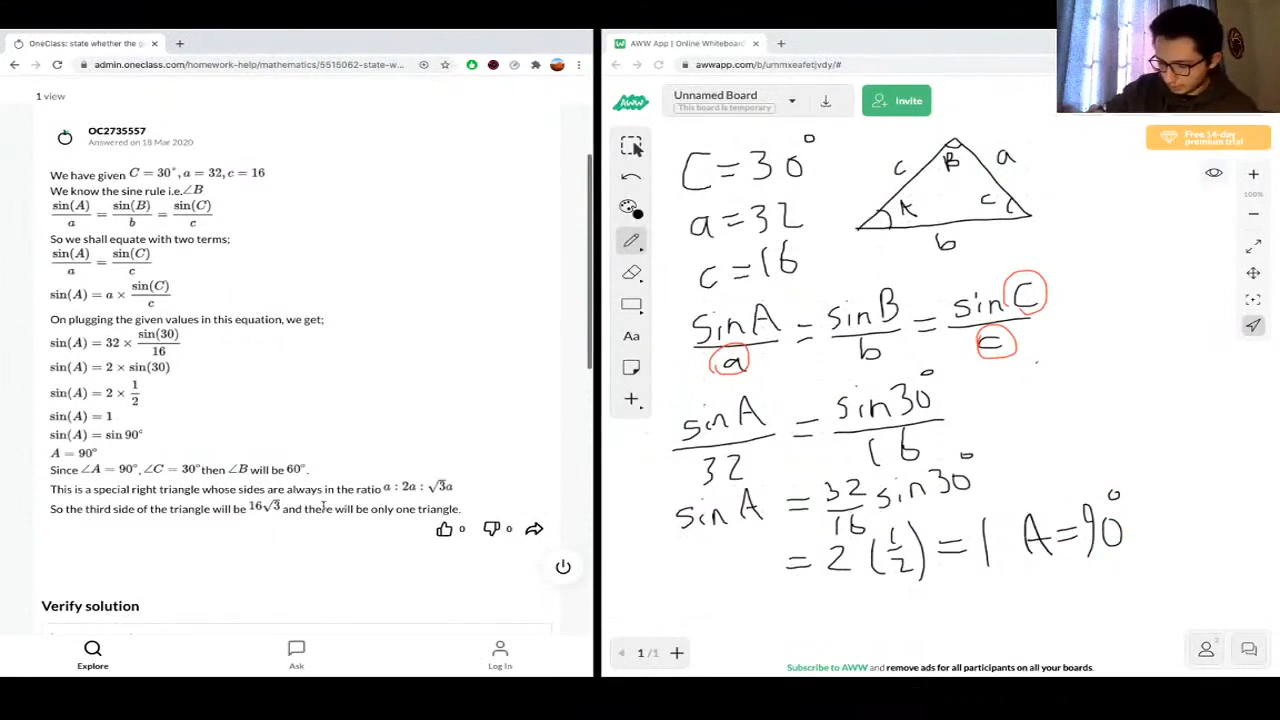 OneClass: state whether the g
admin.oneclass.com/homework-help/mathematics/5515062-state-w...
1 view
OC2735557
Answered on 18 Mar 2020
We have given C = 30°, a = 32, c = 16
We know the sine rule i.e.∠B
sin(A)/a = sin(B)/b = sin(C)/c
So we shall equate with two terms;
sin(A)/a = sin(C)/c
sin(A) = a × sin(C)/c
On plugging the given values in this equation, we get;
sin(A) = 32 × sin(30)/16
sin(A) = 2 × sin(30)
sin(A) = 2 × 1/2
sin(A) = 1
sin(A) = sin 90°
A = 90°
Since ∠A = 90°, ∠C = 30° then ∠B will be 60°.
This is a special right triangle whose sides are always in the ratio a : 2a : √3a
So the third side of the triangle will be 16√3 and there will be only one triangle.
0 0
Verify solution
Explore Ask Log In
AWW App | Online Whiteboard
awwapp.com/b/ummxeafetjvdy/#
AWW
Unnamed Board
This board is temporary
Invite
Free 14-day
premium trial
100%
Aa
C = 30°
a = 32
c = 16
c B a
A C
b
sin A/a = sin B/b = sin C/c
sin A/32 = sin 30°/16
sin A = 32/16 sin 30°
= 2 (1/2) = 1 A = 90°
1 / 1
2
Subscribe to AWW and remove ads for all participants on all your boards.